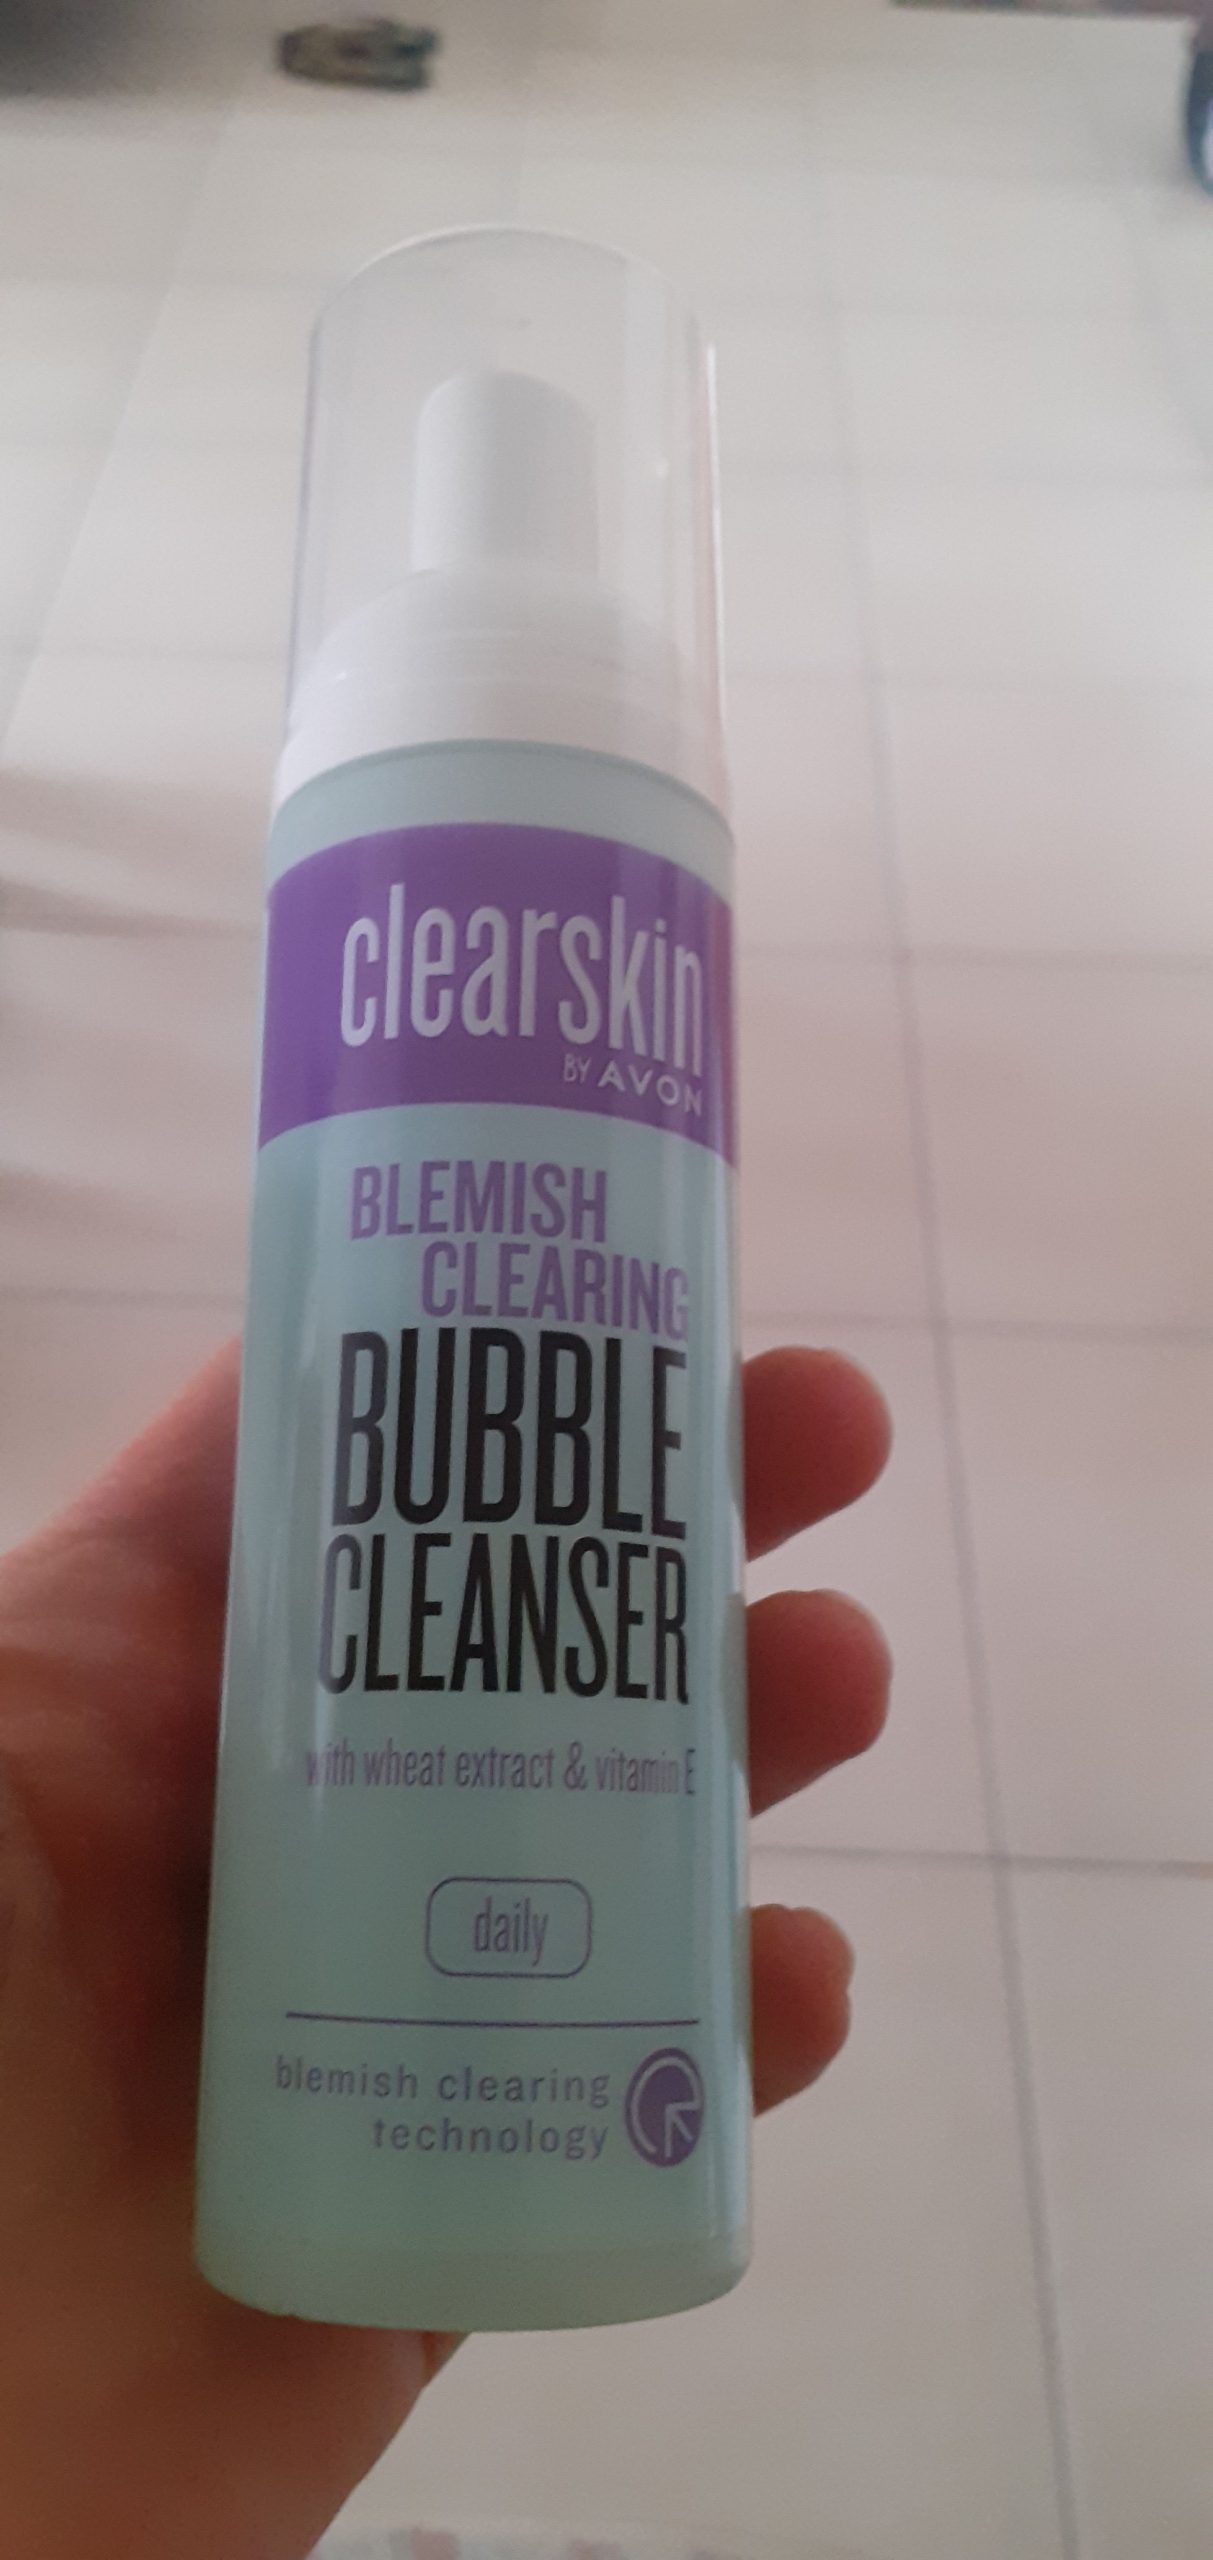 clearskin
BY AVON
BLEMISH
CLEARING
BUBBLE
CLEANSER
with wheat extract & vitamin E
daily
blemish clearing
technology